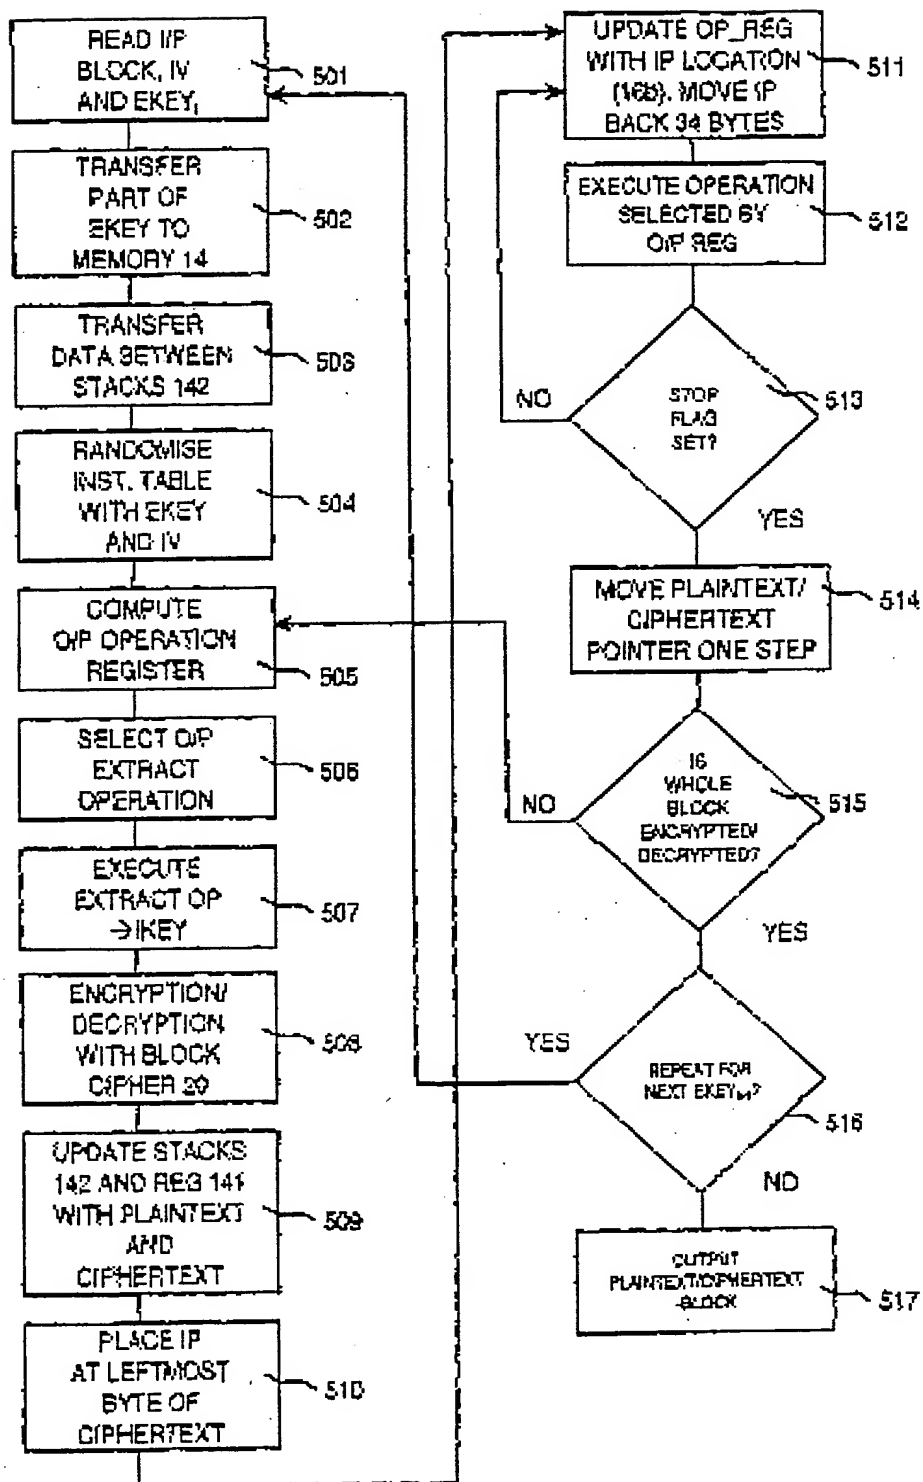 READ I/P
BLOCK, IV
AND EKEYi
501
TRANSFER
PART OF
EKEY TO
MEMORY 14
502
TRANSFER
DATA BETWEEN
STACKS 142
503
RANDOMISE
INST. TABLE
WITH EKEY
AND IV
504
COMPUTE
O/P OPERATION
REGISTER
505
SELECT O/P
EXTRACT
OPERATION
506
EXECUTE
EXTRACT OP
→IKEY
507
ENCRYPTION/
DECRYPTION
WITH BLOCK
CIPHER 20
508
UPDATE STACKS
142 AND REG 141
WITH PLAINTEXT
AND
CIPHERTEXT
509
PLACE IP
AT LEFTMOST
BYTE OF
CIPHERTEXT
510
UPDATE OP_REG
WITH IP LOCATION
(16b). MOVE IP
BACK 34 BYTES
511
EXECUTE OPERATION
SELECTED BY
O/P REG
512
STOP
FLAG
SET?
513
NO
YES
MOVE PLAINTEXT/
CIPHERTEXT
POINTER ONE STEP
514
IS
WHOLE
BLOCK
ENCRYPTED/
DECRYPTED?
515
NO
YES
REPEAT FOR
NEXT EKEY?
516
YES
NO
OUTPUT
PLAINTEXT/CIPHERTEXT
-BLOCK
517